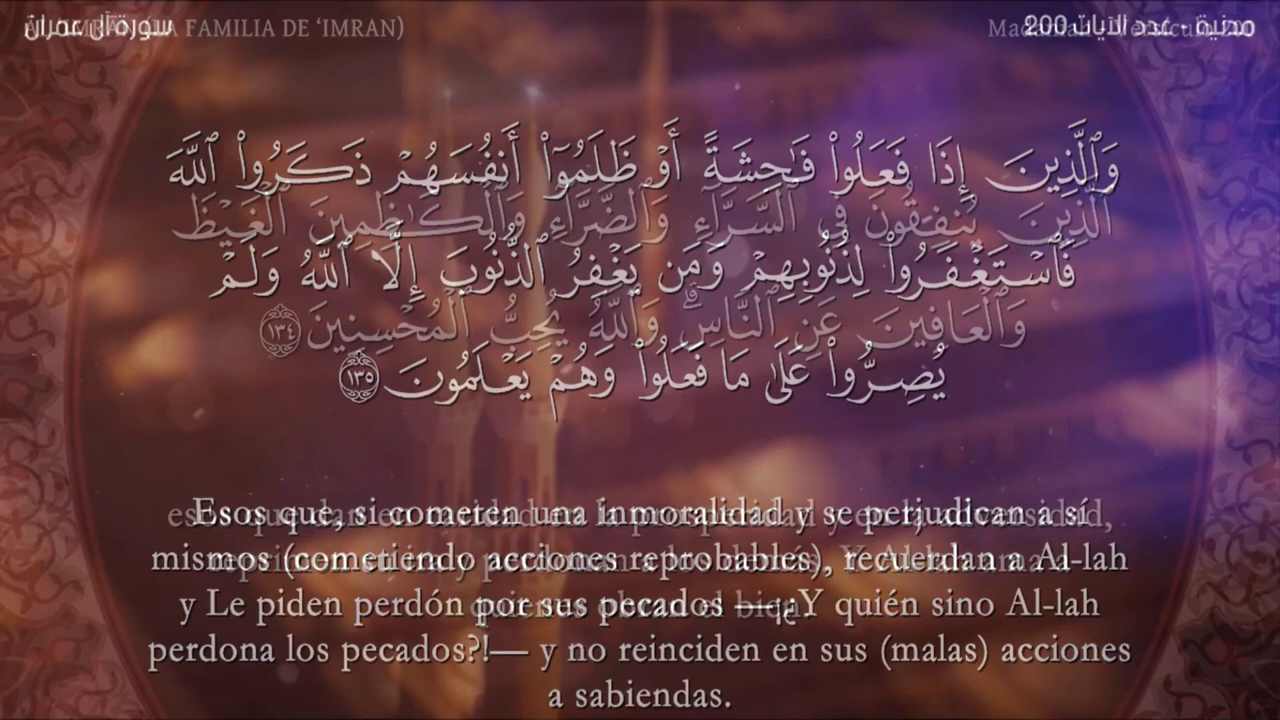 سورة آل عمران
FAMILIA DE ‘IMRAN)
مدنية - عدد الآيات 200
وَٱلَّذِينَ إِذَا فَعَلُوا۟ فَـٰحِشَةً أَوْ ظَلَمُوٓا۟ أَنفُسَهُمْ ذَكَرُوا۟ ٱللَّهَ
ٱلَّذِينَ يُنفِقُونَ فِى ٱلسَّرَّآءِ وَٱلضَّرَّآءِ وَٱلْكَـٰظِمِينَ ٱلْغَيْظَ
فَٱسْتَغْفَرُوا۟ لِذُنُوبِهِمْ وَمَن يَغْفِرُ ٱلذُّنُوبَ إِلَّا ٱللَّهُ وَلَمْ
وَٱلْعَافِينَ عَنِ ٱلنَّاسِ ۗ وَٱللَّهُ يُحِبُّ ٱلْمُحْسِنِينَ ١٣٤
يُصِرُّوا۟ عَلَىٰ مَا فَعَلُوا۟ وَهُمْ يَعْلَمُونَ ١٣٥
Esos que, si cometen una inmoralidad y se perjudican a sí
mismos (cometiendo acciones reprobables), recuerdan a Al-lah
y Le piden perdón por sus pecados —¡¿Y quién sino Al-lah
perdona los pecados?!— y no reinciden en sus (malas) acciones
a sabiendas.